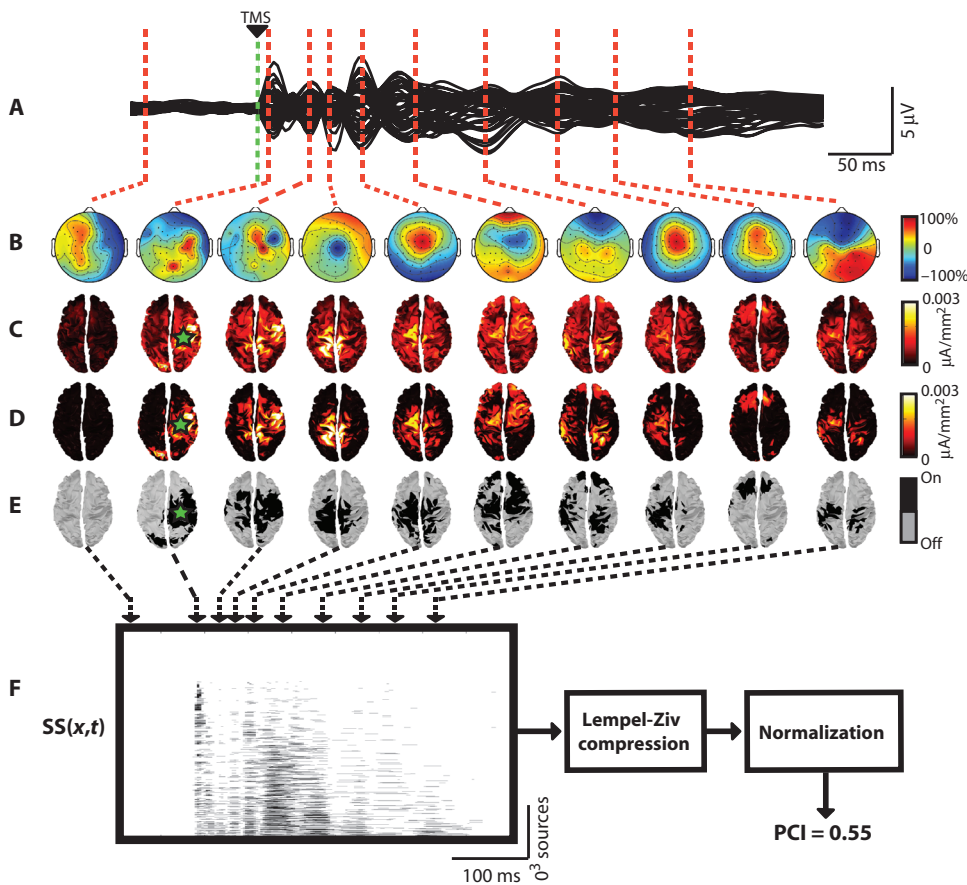 TMS
A
5 µV
50 ms
B
100%
0
−100%
C
0.003
0
µA/mm²
D
0.003
0
µA/mm²
E
On
Off
F
SS(x,t)
Lempel-Ziv
compression
Normalization
PCI = 0.55
0³ sources
100 ms